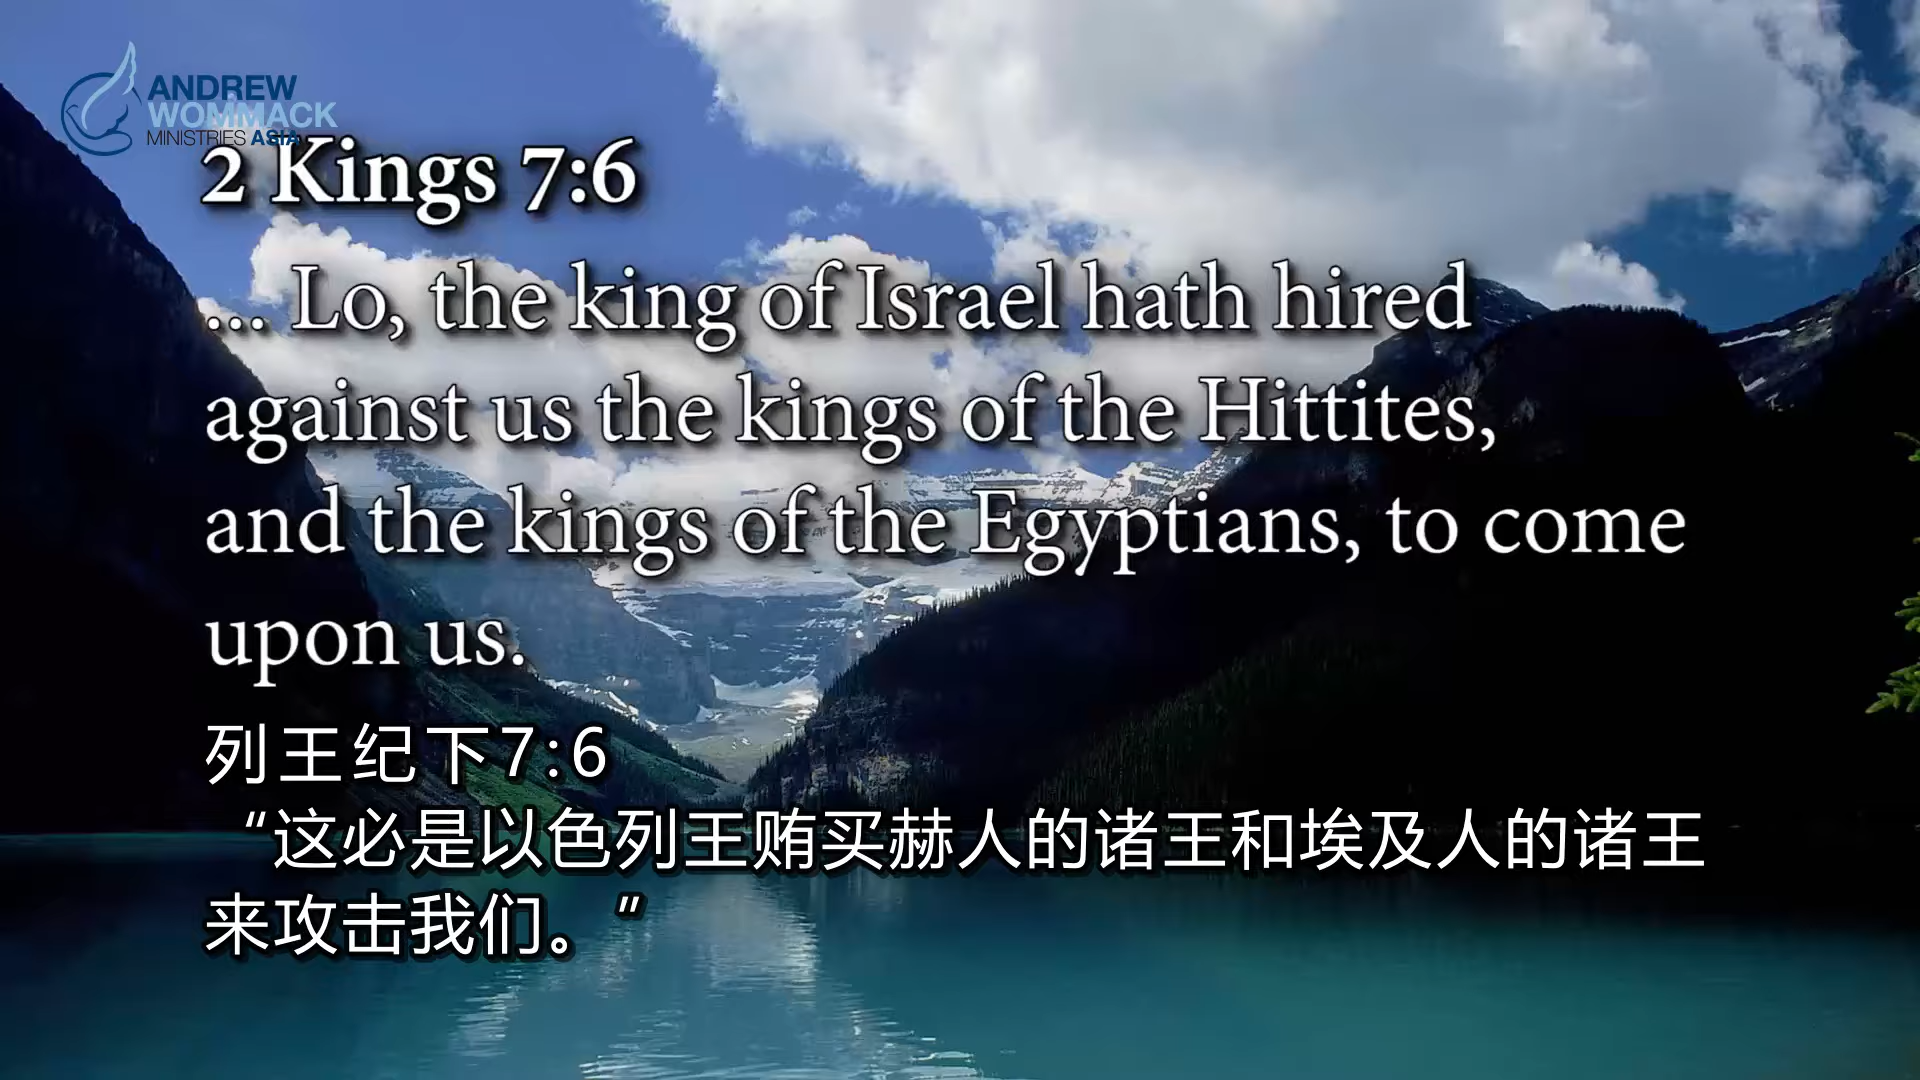 ANDREW
WOMMACK
MINISTRIES ASIA
2 Kings 7:6
... Lo, the king of Israel hath hired
against us the kings of the Hittites,
and the kings of the Egyptians, to come
upon us.
列王纪下7:6
“这必是以色列王贿买赫人的诸王和埃及人的诸王
来攻击我们。”